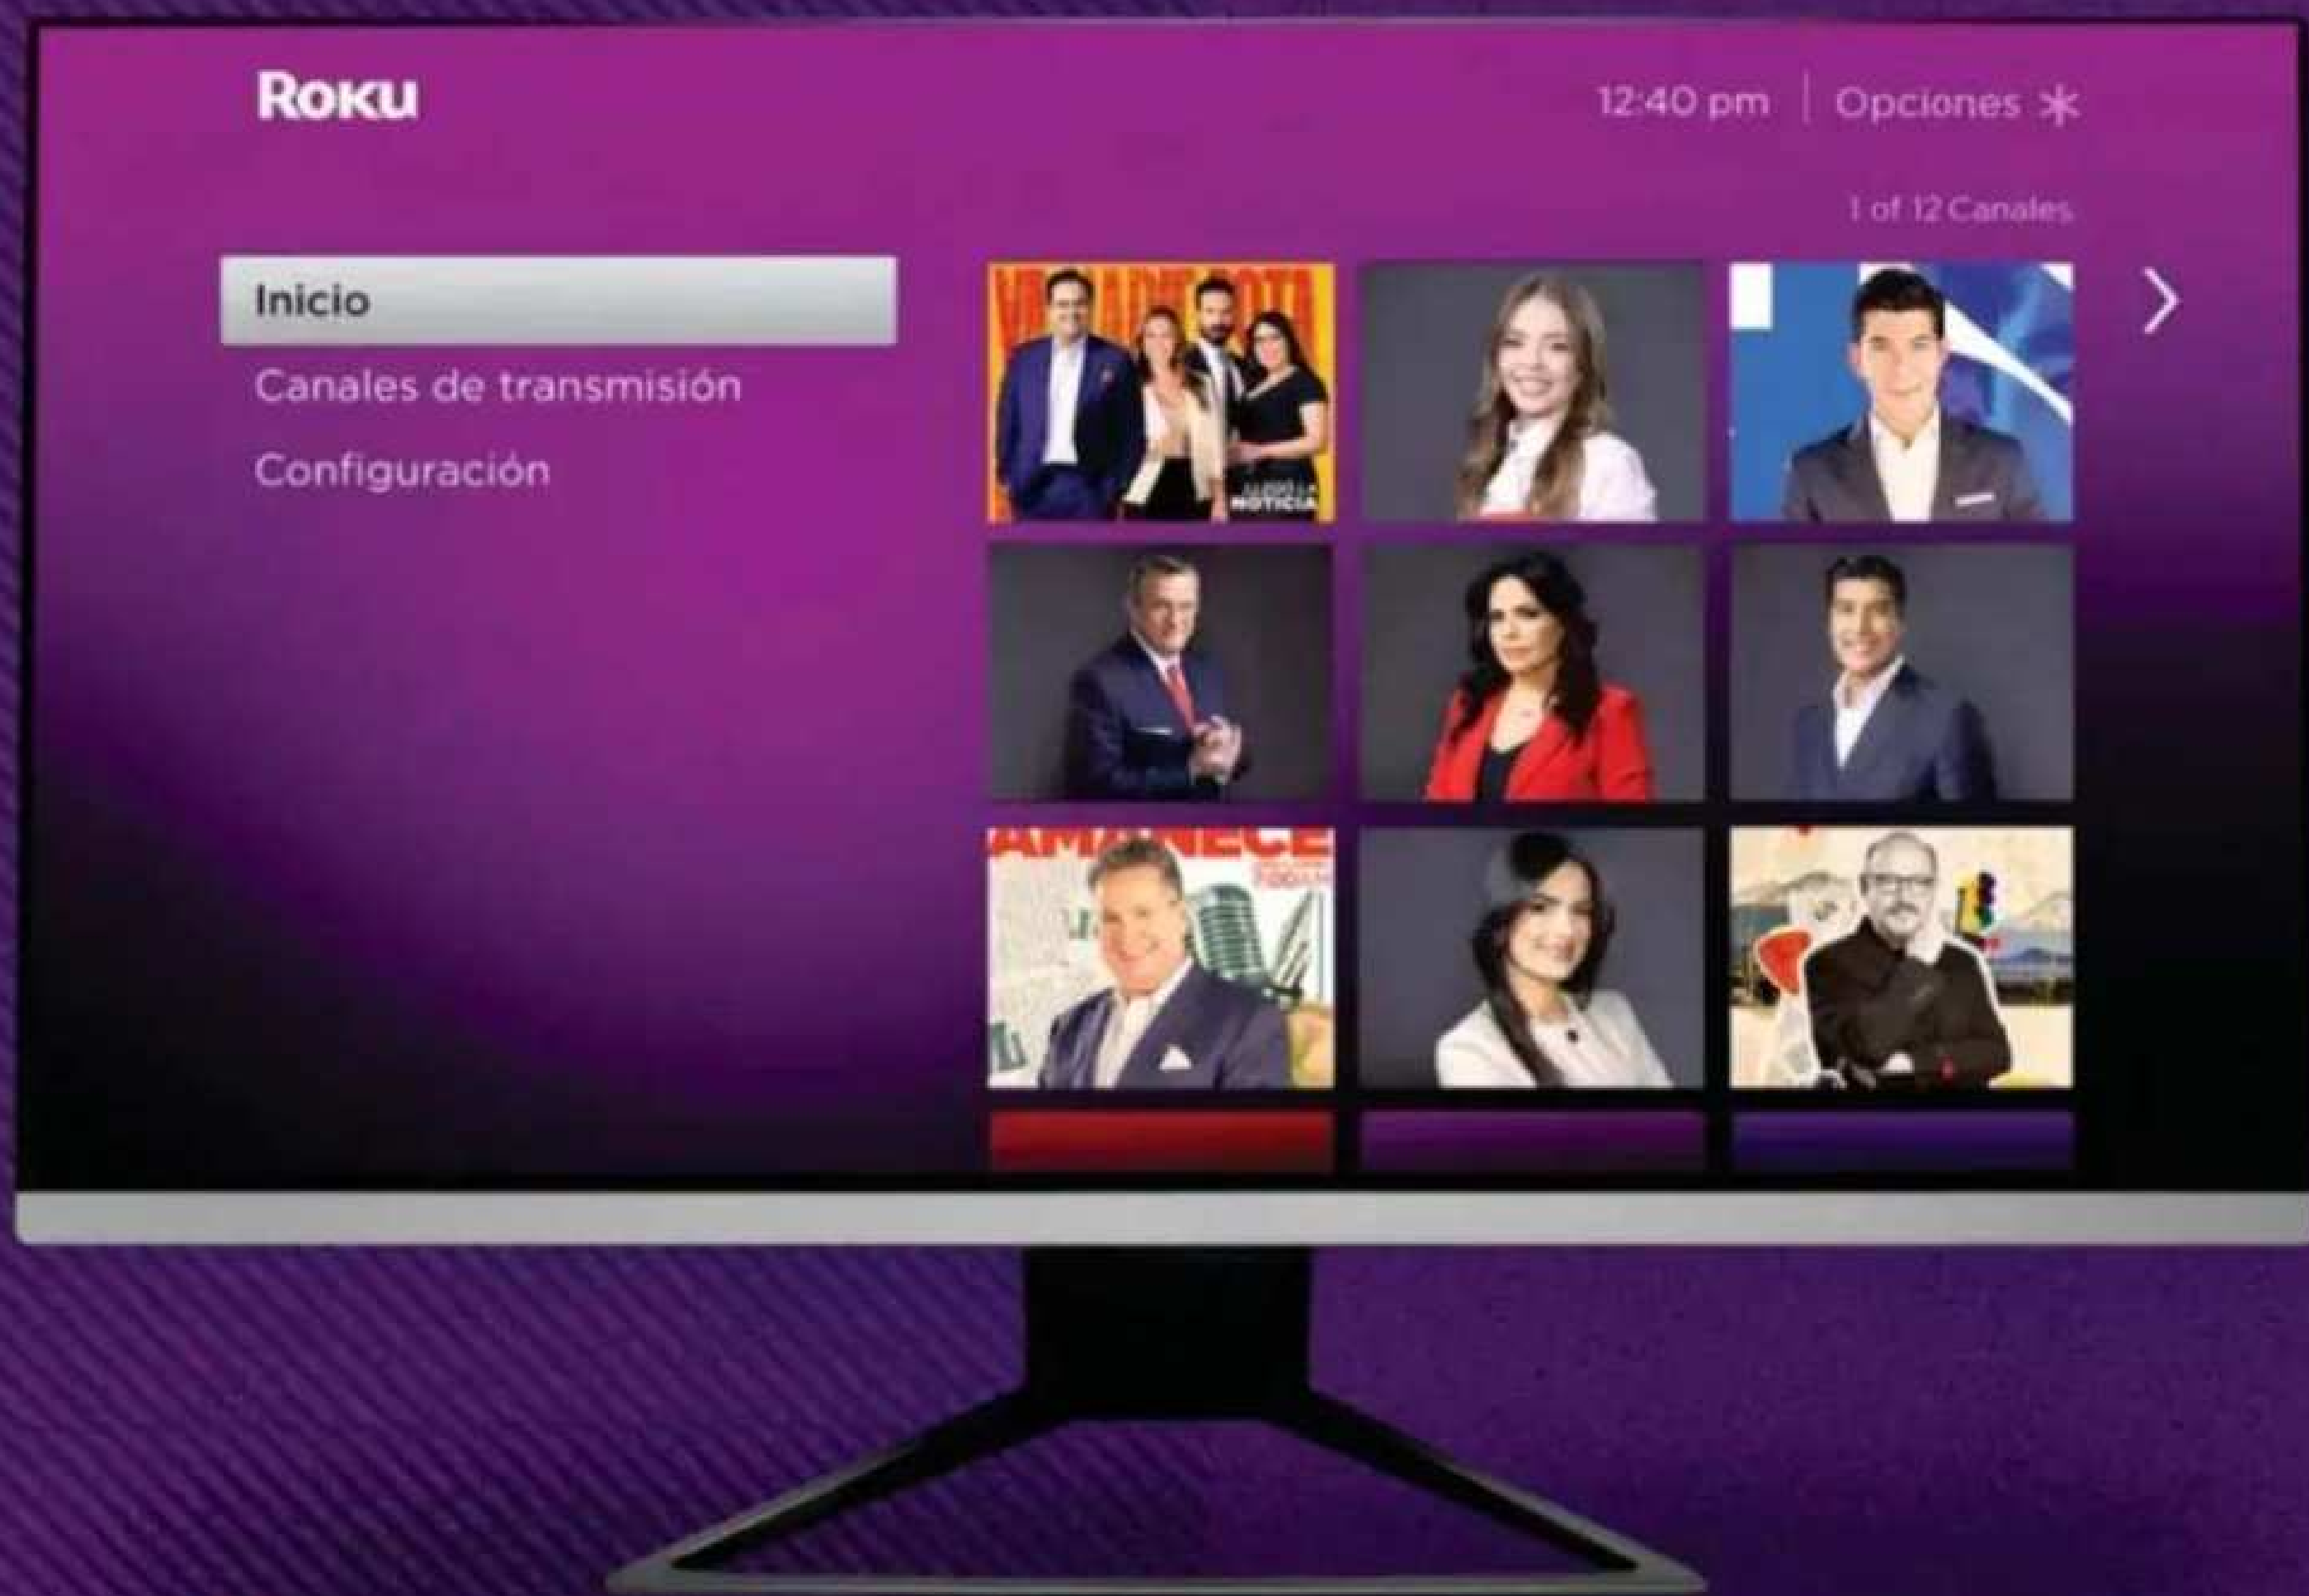 Roku
12:40 pm | Opciones
1 of 12 Canales
Inicio
Canales de transmisión
Configuración
NOTICIA
AMANECE